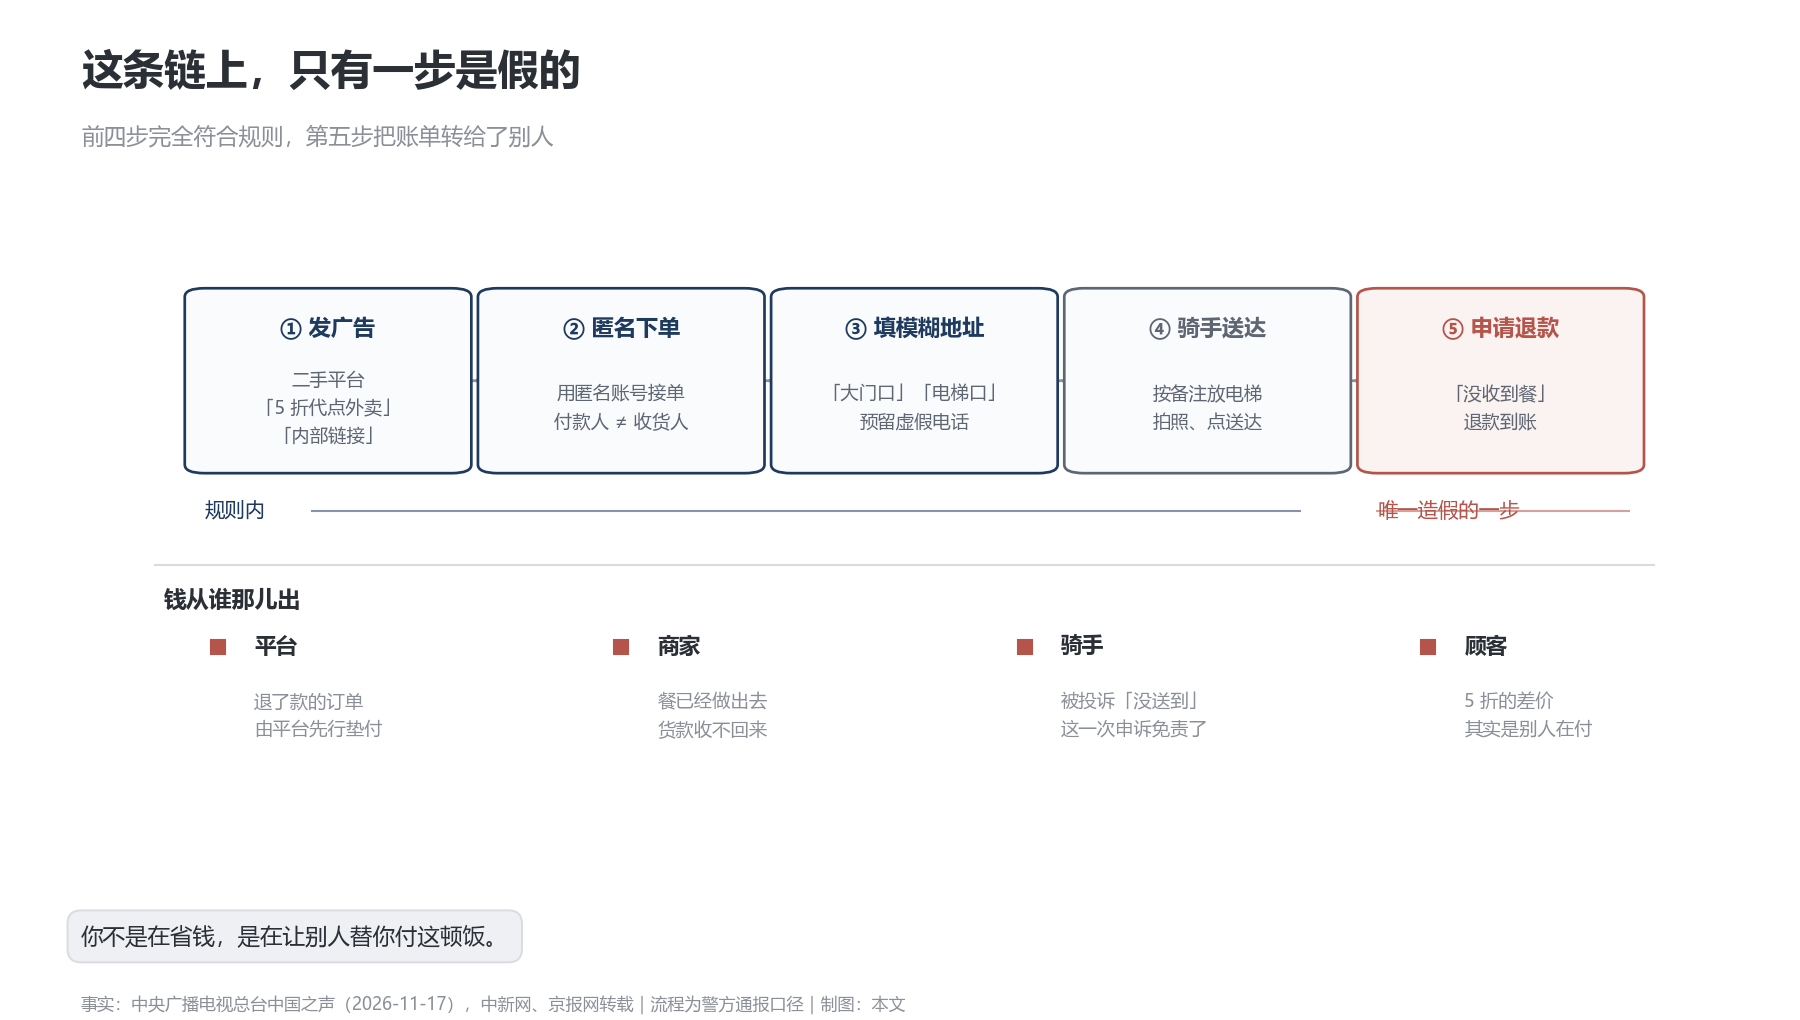 这条链上，只有一步是假的
前四步完全符合规则，第五步把账单转给了别人
① 发广告
二手平台
「5 折代点外卖」
「内部链接」
② 匿名下单
用匿名账号接单
付款人 ≠ 收货人
③ 填模糊地址
「大门口」「电梯口」
预留虚假电话
④ 骑手送达
按备注放电梯
拍照、点送达
⑤ 申请退款
「没收到餐」
退款到账
规则内
唯一造假的一步
钱从谁那儿出
平台
退了款的订单
由平台先行垫付
商家
餐已经做出去
货款收不回来
骑手
被投诉「没送到」
这一次申诉免责了
顾客
5 折的差价
其实是别人在付
你不是在省钱，是在让别人替你付这顿饭。
事实：中央广播电视总台中国之声（2026-11-17），中新网、京报网转载 | 流程为警方通报口径 | 制图：本文